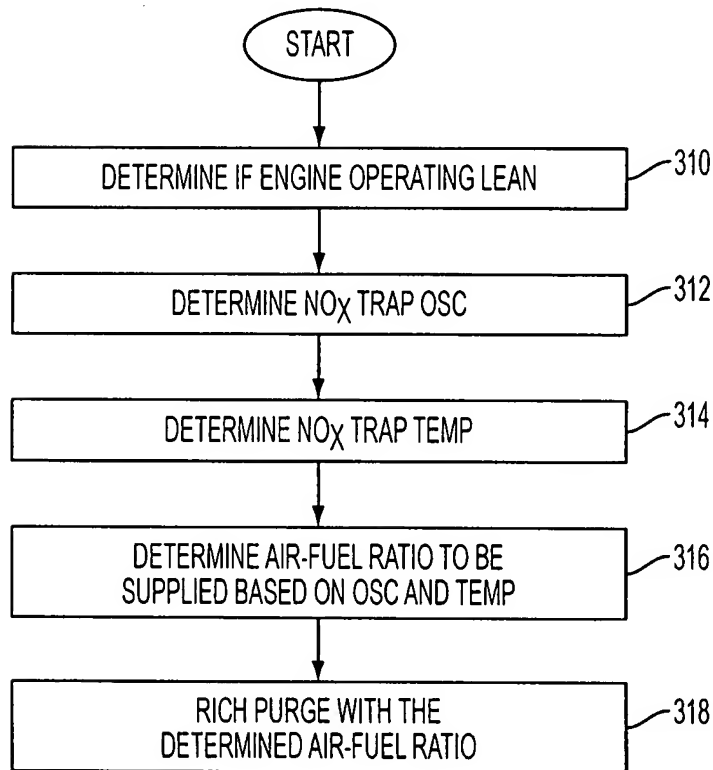 START
DETERMINE IF ENGINE OPERATING LEAN
310
DETERMINE NOX TRAP OSC
312
DETERMINE NOX TRAP TEMP
314
DETERMINE AIR-FUEL RATIO TO BE
SUPPLIED BASED ON OSC AND TEMP
316
RICH PURGE WITH THE
DETERMINED AIR-FUEL RATIO
318